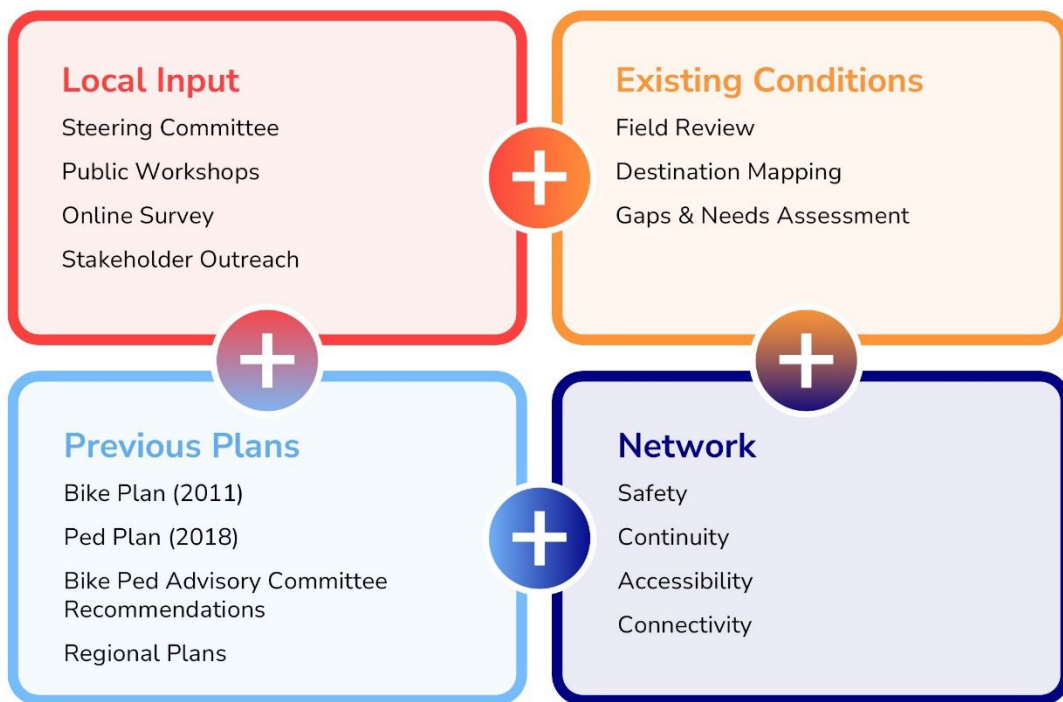 Local Input
Steering Committee
Public Workshops
Online Survey
Stakeholder Outreach
Existing Conditions
Field Review
Destination Mapping
Gaps & Needs Assessment
Previous Plans
Bike Plan (2011)
Ped Plan (2018)
Bike Ped Advisory Committee
Recommendations
Regional Plans
Network
Safety
Continuity
Accessibility
Connectivity